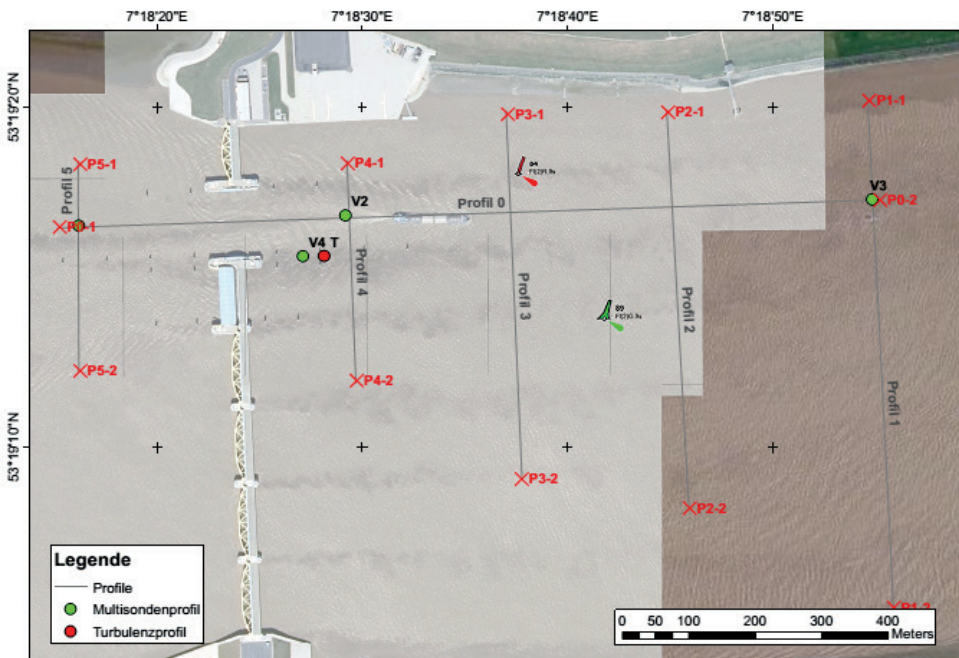 7°18'20"E
7°18'30"E
7°18'40"E
7°18'50"E
53°19'20"N
53°19'10"N
P1-1
P3-1
P2-1
P5-1
P4-1
Profil 5
84
V3
P0-2
Profil 0
V2
P0-1
V4 T
Profil 4
Profil 3
Profil 2
89
P5-2
P4-2
Profil 1
P3-2
P2-2
P1-2
Legende
Profile
Multisondenprofil
Turbulenzprofil
0 50 100 200 300 400
Meters